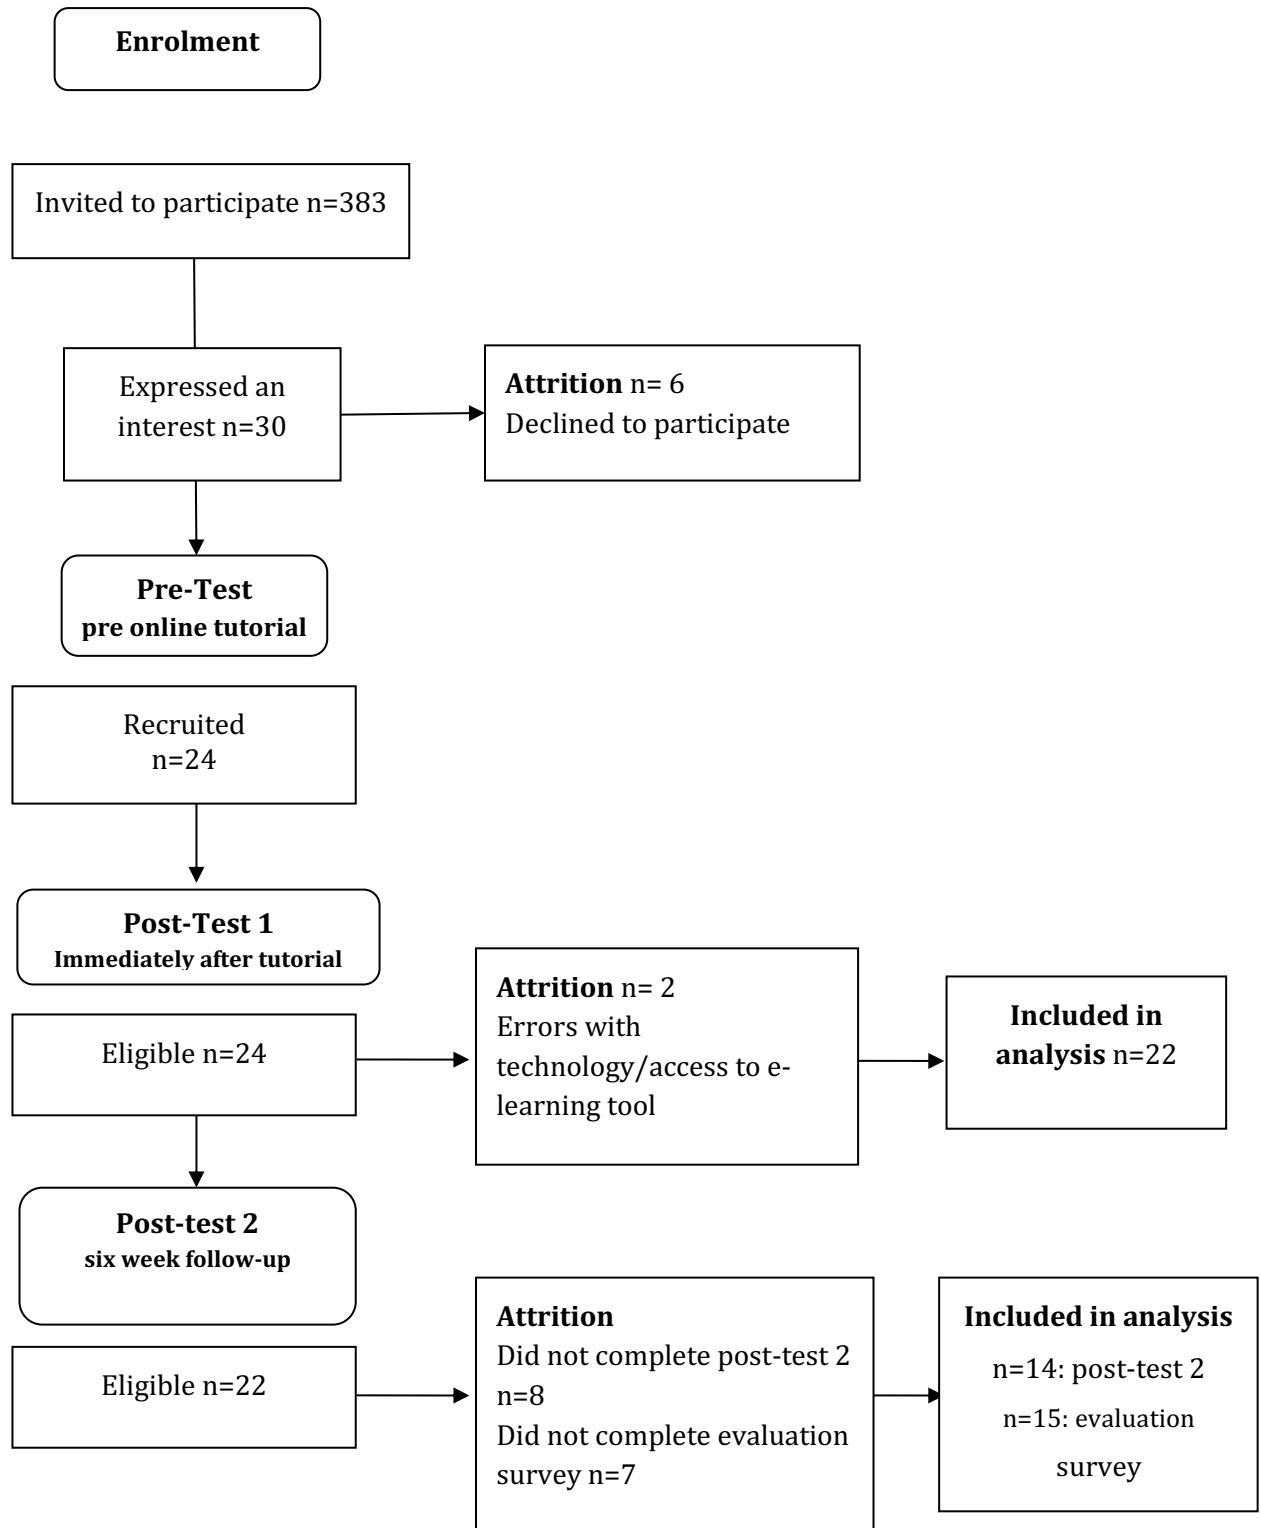 Enrolment
Invited to participate n=383
Expressed an
interest n=30
Attrition n= 6
Declined to participate
Pre-Test
pre online tutorial
Recruited
n=24
Post-Test 1
Immediately after tutorial
Eligible n=24
Attrition n= 2
Errors with
technology/access to e-
learning tool
Included in
analysis n=22
Post-test 2
six week follow-up
Eligible n=22
Attrition
Did not complete post-test 2
n=8
Did not complete evaluation
survey n=7
Included in analysis
n=14: post-test 2
n=15: evaluation
survey